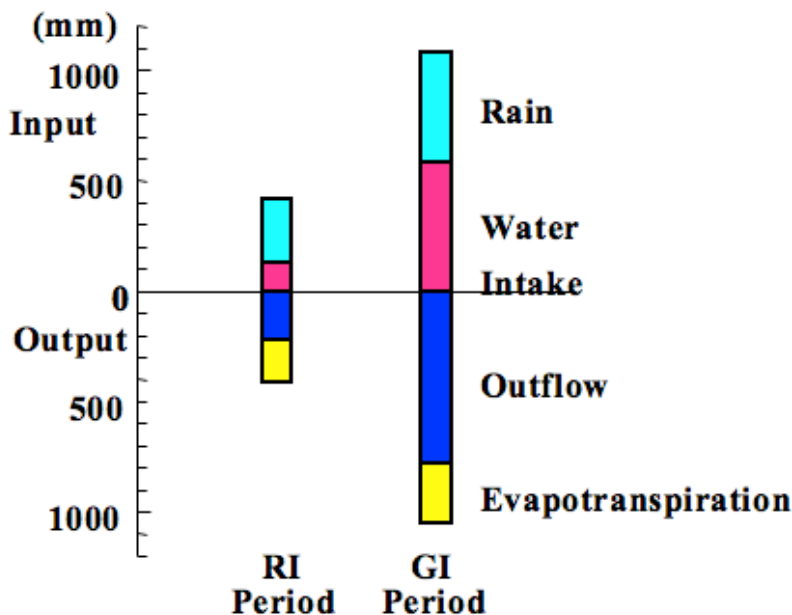 (mm)
1000
Input
500
0
Output
500
1000
Rain
Water
Intake
Outflow
Evapotranspiration
RI
Period
GI
Period